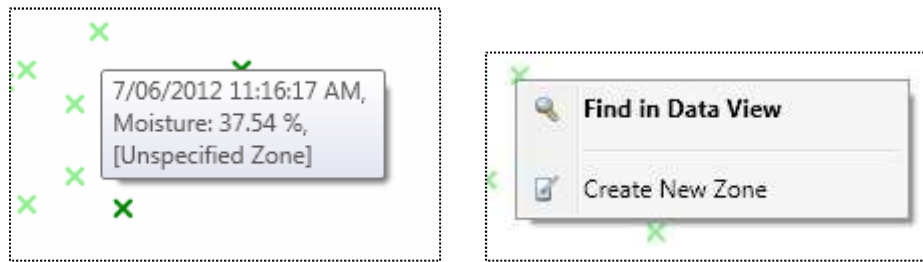 7/06/2012 11:16:17 AM,
Moisture: 37.54 %,
[Unspecified Zone]
Find in Data View
Create New Zone